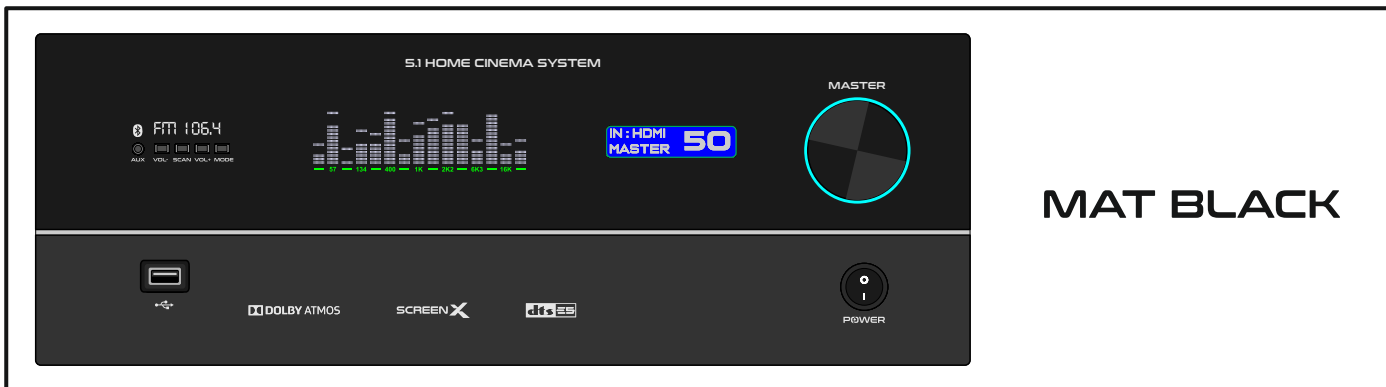 5.1 HOME CINEMA SYSTEM
MASTER
FM 106.4
AUX VOL- SCAN VOL+ MODE
57 134 400 1K 2K2 6K3 16K
IN : HDMI
MASTER 50
MAT BLACK
DOLBY ATMOS
SCREEN X
dts ES
POWER